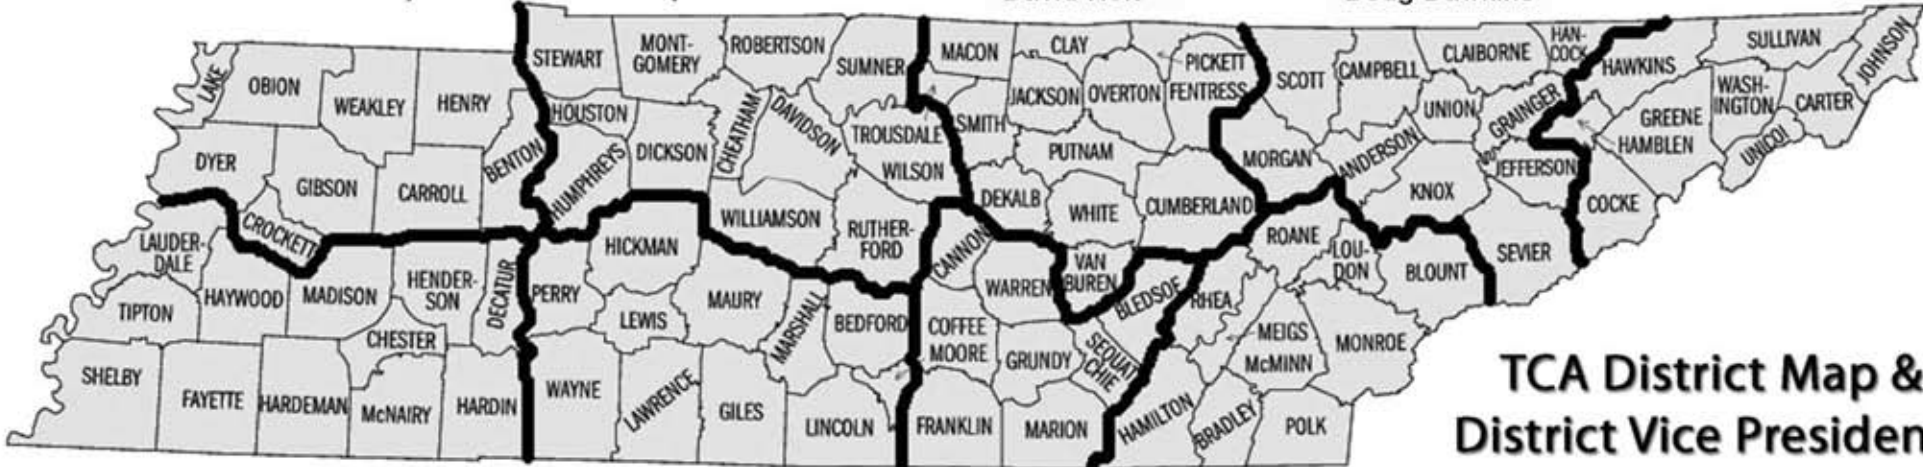 STEWART
MONT-
GOMERY
ROBERTSON
SUMNER
MACON
CLAY
PICKETT
SCOTT
CAMPBELL
CLAIBORNE
HAN-
COCK
HAWKINS
SULLIVAN
JOHNSON
LAKE
OBION
WEAKLEY
HENRY
HOUSTON
CHEATHAM
DAVIDSON
TROUSDALE
SMITH
JACKSON
OVERTON
FENTRESS
UNION
GRAINGER
GREENE
WASH-
INGTON
CARTER
UNICOI
HAMBLEN
DYER
GIBSON
CARROLL
BENTON
HUMPHREYS
DICKSON
WILSON
PUTNAM
MORGAN
ANDERSON
KNOX
JEFFERSON
COCKE
CROCKETT
WILLIAMSON
RUTHER-
FORD
DEKALB
WHITE
CUMBERLAND
ROANE
LOU-
DON
BLOUNT
SEVIER
LAUDER-
DALE
TIPTON
HAYWOOD
MADISON
HENDER-
SON
DECATUR
PERRY
HICKMAN
LEWIS
MAURY
MARSHALL
BEDFORD
CANNON
WARREN
VAN
BUREN
BLEDSOE
RHEA
MEIGS
McMINN
MONROE
CHESTER
COFFEE
MOORE
GRUNDY
SEQUAT
CHIE
SHELBY
FAYETTE
HARDEMAN
McNAIRY
HARDIN
WAYNE
LAWRENCE
GILES
LINCOLN
FRANKLIN
MARION
HAMILTON
BRADLEY
POLK
TCA District Map &
District Vice Presiden